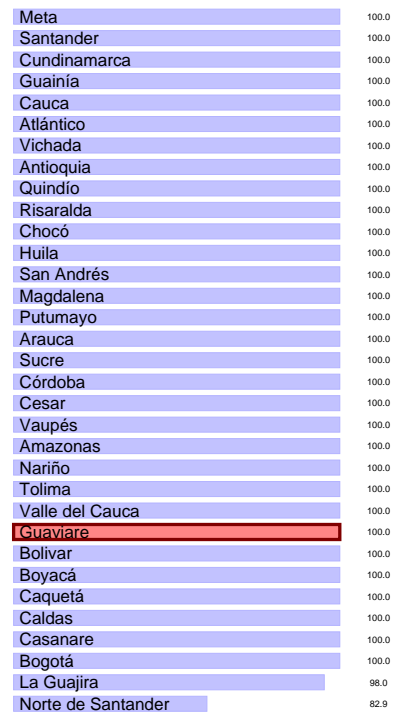 Meta 100.0
Santander 100.0
Cundinamarca 100.0
Guainía 100.0
Cauca 100.0
Atlántico 100.0
Vichada 100.0
Antioquia 100.0
Quindío 100.0
Risaralda 100.0
Chocó 100.0
Huila 100.0
San Andrés 100.0
Magdalena 100.0
Putumayo 100.0
Arauca 100.0
Sucre 100.0
Córdoba 100.0
Cesar 100.0
Vaupés 100.0
Amazonas 100.0
Nariño 100.0
Tolima 100.0
Valle del Cauca 100.0
Guaviare 100.0
Bolivar 100.0
Boyacá 100.0
Caquetá 100.0
Caldas 100.0
Casanare 100.0
Bogotá 100.0
La Guajira 98.0
Norte de Santander 82.9